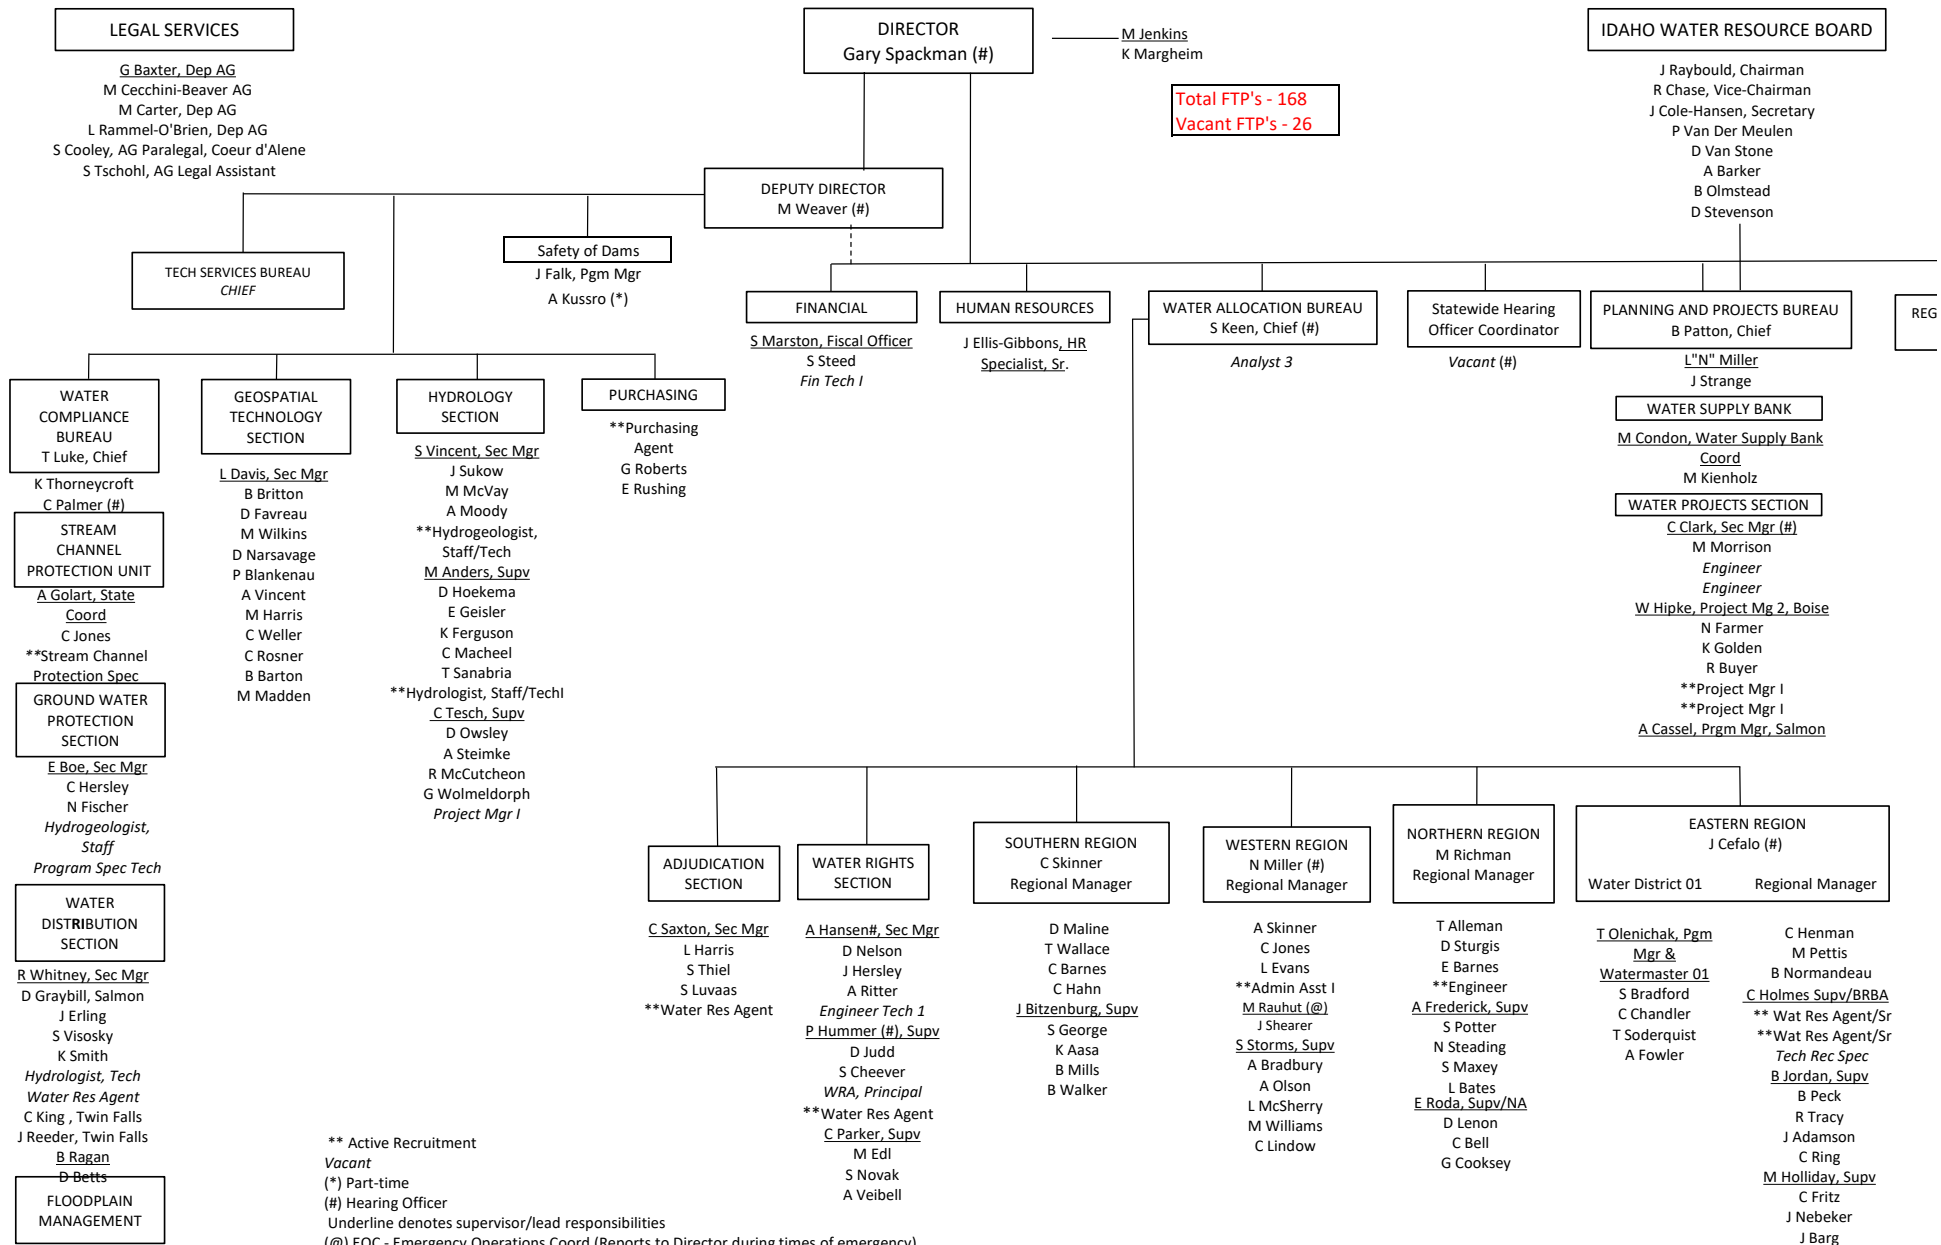 LEGAL SERVICES
G Baxter, Dep AG
M Cecchini-Beaver AG
M Carter, Dep AG
L Rammel-O'Brien, Dep AG
S Cooley, AG Paralegal, Coeur d'Alene
S Tschohl, AG Legal Assistant
DIRECTOR
Gary Spackman (#)
M Jenkins
K Margheim
Total FTP's - 168
Vacant FTP's - 26
IDAHO WATER RESOURCE BOARD
J Raybould, Chairman
R Chase, Vice-Chairman
J Cole-Hansen, Secretary
P Van Der Meulen
D Van Stone
A Barker
B Olmstead
D Stevenson
DEPUTY DIRECTOR
M Weaver (#)
TECH SERVICES BUREAU
CHIEF
Safety of Dams
J Falk, Pgm Mgr
A Kussro (*)
FINANCIAL
S Marston, Fiscal Officer
S Steed
Fin Tech I
HUMAN RESOURCES
J Ellis-Gibbons, HR
Specialist, Sr.
WATER ALLOCATION BUREAU
S Keen, Chief (#)
Analyst 3
Statewide Hearing
Officer Coordinator
Vacant (#)
PLANNING AND PROJECTS BUREAU
B Patton, Chief
L"N" Miller
J Strange
WATER SUPPLY BANK
M Condon, Water Supply Bank
Coord
M Kienholz
WATER PROJECTS SECTION
C Clark, Sec Mgr (#)
M Morrison
Engineer
Engineer
W Hipke, Project Mg 2, Boise
N Farmer
K Golden
R Buyer
**Project Mgr I
**Project Mgr I
A Cassel, Prgm Mgr, Salmon
REG
WATER
COMPLIANCE
BUREAU
T Luke, Chief
K Thorneycroft
C Palmer (#)
STREAM
CHANNEL
PROTECTION UNIT
A Golart, State
Coord
C Jones
**Stream Channel
Protection Spec
GROUND WATER
PROTECTION
SECTION
E Boe, Sec Mgr
C Hersley
N Fischer
Hydrogeologist,
Staff
Program Spec Tech
WATER
DISTRIBUTION
SECTION
R Whitney, Sec Mgr
D Graybill, Salmon
J Erling
S Visosky
K Smith
Hydrologist, Tech
Water Res Agent
C King , Twin Falls
J Reeder, Twin Falls
B Ragan
D Betts
FLOODPLAIN
MANAGEMENT
GEOSPATIAL
TECHNOLOGY
SECTION
L Davis, Sec Mgr
B Britton
D Favreau
M Wilkins
D Narsavage
P Blankenau
A Vincent
M Harris
C Weller
C Rosner
B Barton
M Madden
HYDROLOGY
SECTION
S Vincent, Sec Mgr
J Sukow
M McVay
A Moody
**Hydrogeologist,
Staff/Tech
M Anders, Supv
D Hoekema
E Geisler
K Ferguson
C Macheel
T Sanabria
**Hydrologist, Staff/TechI
C Tesch, Supv
D Owsley
A Steimke
R McCutcheon
G Wolmeldorph
Project Mgr I
PURCHASING
**Purchasing
Agent
G Roberts
E Rushing
ADJUDICATION
SECTION
C Saxton, Sec Mgr
L Harris
S Thiel
S Luvaas
**Water Res Agent
WATER RIGHTS
SECTION
A Hansen#, Sec Mgr
D Nelson
J Hersley
A Ritter
Engineer Tech 1
P Hummer (#), Supv
D Judd
S Cheever
WRA, Principal
**Water Res Agent
C Parker, Supv
M Edl
S Novak
A Veibell
SOUTHERN REGION
C Skinner
Regional Manager
D Maline
T Wallace
C Barnes
C Hahn
J Bitzenburg, Supv
S George
K Aasa
B Mills
B Walker
WESTERN REGION
N Miller (#)
Regional Manager
A Skinner
C Jones
L Evans
**Admin Asst I
M Rauhut (@)
J Shearer
S Storms, Supv
A Bradbury
A Olson
L McSherry
M Williams
C Lindow
NORTHERN REGION
M Richman
Regional Manager
T Alleman
D Sturgis
E Barnes
**Engineer
A Frederick, Supv
S Potter
N Steading
S Maxey
L Bates
E Roda, Supv/NA
D Lenon
C Bell
G Cooksey
EASTERN REGION
J Cefalo (#)
Water District 01
Regional Manager
T Olenichak, Pgm
Mgr &
Watermaster 01
S Bradford
C Chandler
T Soderquist
A Fowler
C Henman
M Pettis
B Normandeau
C Holmes Supv/BRBA
** Wat Res Agent/Sr
**Wat Res Agent/Sr
Tech Rec Spec
B Jordan, Supv
B Peck
R Tracy
J Adamson
C Ring
M Holliday, Supv
C Fritz
J Nebeker
J Barg
** Active Recruitment
Vacant
(*) Part-time
(#) Hearing Officer
Underline denotes supervisor/lead responsibilities
(@) EOC - Emergency Operations Coord (Reports to Director during times of emergency)